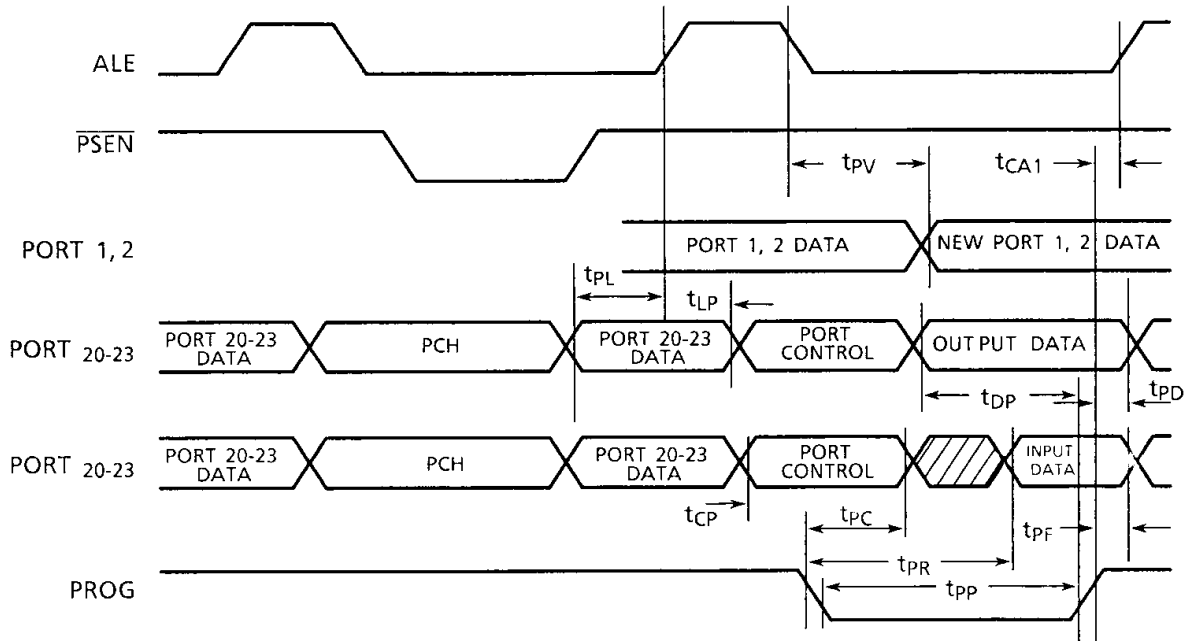 ALE
PSEN
tPV
tCA1
PORT 1, 2
PORT 1, 2 DATA
NEW PORT 1, 2 DATA
tPL
tLP
PORT 20-23
PORT 20-23
DATA
PCH
PORT 20-23
DATA
PORT
CONTROL
OUTPUT DATA
tDP
tPD
PORT 20-23
PORT 20-23
DATA
PCH
PORT 20-23
DATA
PORT
CONTROL
INPUT
DATA
tCP
tPC
tPF
tPR
PROG
tPP